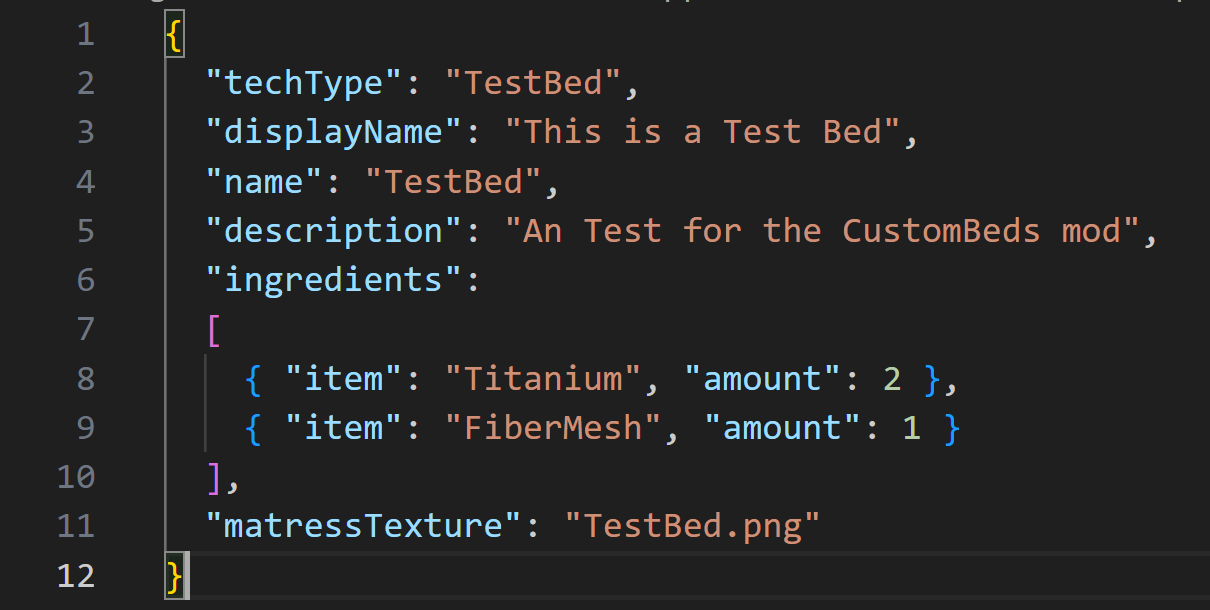 1 {
2 "techType": "TestBed",
3 "displayName": "This is a Test Bed",
4 "name": "TestBed",
5 "description": "An Test for the CustomBeds mod",
6 "ingredients":
7 [
8 { "item": "Titanium", "amount": 2 },
9 { "item": "FiberMesh", "amount": 1 }
10 ],
11 "matressTexture": "TestBed.png"
12 }